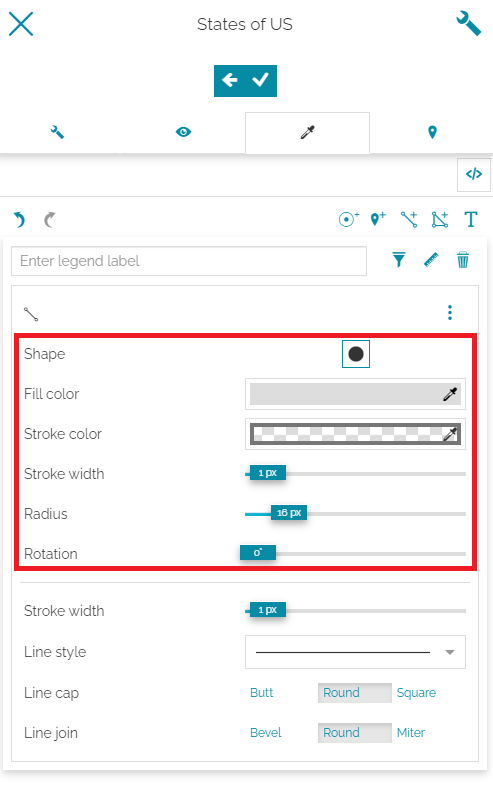 States of US
Enter legend label
Shape
Fill color
Stroke color
Stroke width 1 px
Radius 16 px
Rotation 0°
Stroke width 1 px
Line style
Line cap Butt Round Square
Line join Bevel Round Miter